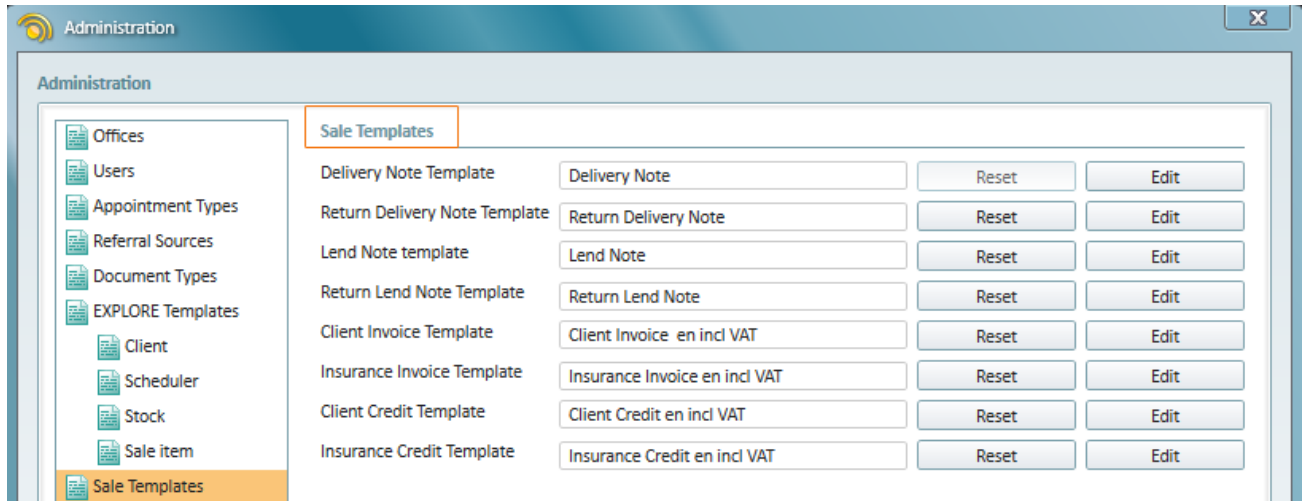 Administration
X
Administration
Offices
Users
Appointment Types
Referral Sources
Document Types
EXPLORE Templates
Client
Scheduler
Stock
Sale item
Sale Templates
Sale Templates
Delivery Note Template Delivery Note Reset Edit
Return Delivery Note Template Return Delivery Note Reset Edit
Lend Note template Lend Note Reset Edit
Return Lend Note Template Return Lend Note Reset Edit
Client Invoice Template Client Invoice  en incl VAT Reset Edit
Insurance Invoice Template Insurance Invoice en incl VAT Reset Edit
Client Credit Template Client Credit en incl VAT Reset Edit
Insurance Credit Template Insurance Credit en incl VAT Reset Edit